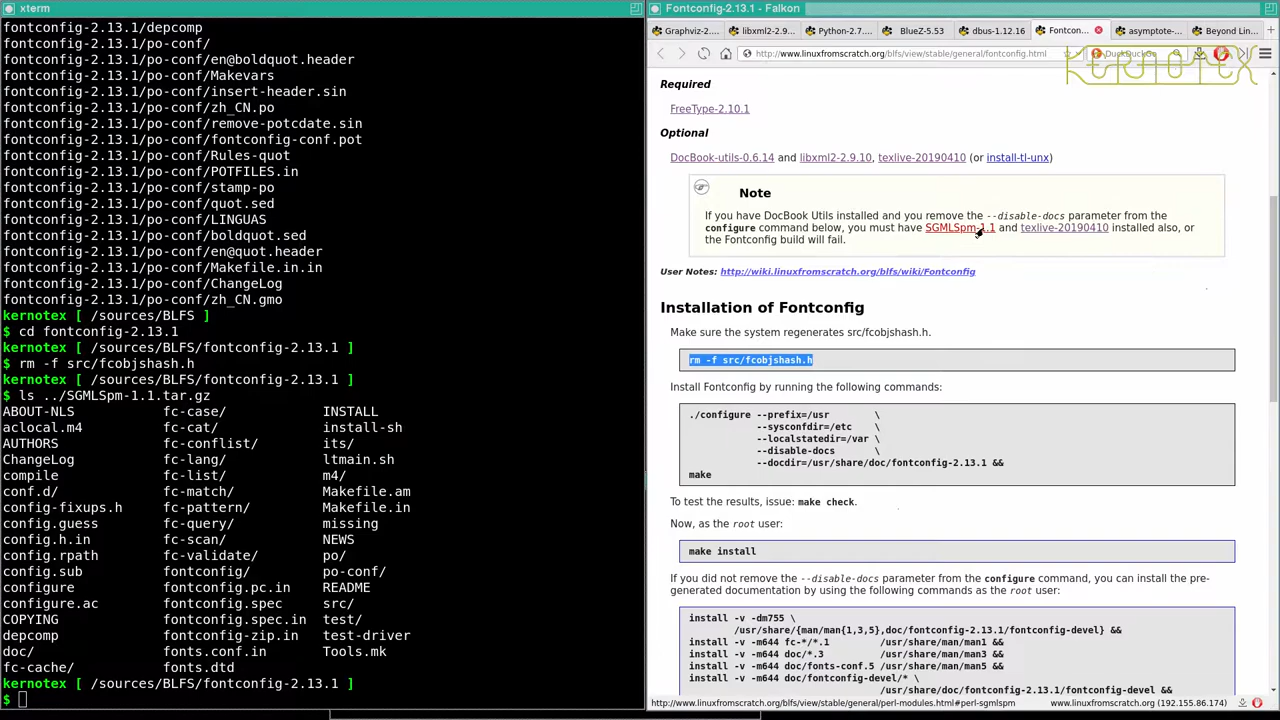 xterm
fontconfig-2.13.1/depcomp
fontconfig-2.13.1/po-conf/
fontconfig-2.13.1/po-conf/en@boldquot.header
fontconfig-2.13.1/po-conf/Makevars
fontconfig-2.13.1/po-conf/insert-header.sin
fontconfig-2.13.1/po-conf/zh_CN.po
fontconfig-2.13.1/po-conf/remove-potcdate.sin
fontconfig-2.13.1/po-conf/fontconfig-conf.pot
fontconfig-2.13.1/po-conf/Rules-quot
fontconfig-2.13.1/po-conf/POTFILES.in
fontconfig-2.13.1/po-conf/stamp-po
fontconfig-2.13.1/po-conf/quot.sed
fontconfig-2.13.1/po-conf/LINGUAS
fontconfig-2.13.1/po-conf/boldquot.sed
fontconfig-2.13.1/po-conf/en@quot.header
fontconfig-2.13.1/po-conf/Makefile.in.in
fontconfig-2.13.1/po-conf/ChangeLog
fontconfig-2.13.1/po-conf/zh_CN.gmo
kernotex [ /sources/BLFS ]
$ cd fontconfig-2.13.1
kernotex [ /sources/BLFS/fontconfig-2.13.1 ]
$ rm -f src/fcobjshash.h
kernotex [ /sources/BLFS/fontconfig-2.13.1 ]
$ ls ../SGMLSpm-1.1.tar.gz
ABOUT-NLS fc-case/ INSTALL
aclocal.m4 fc-cat/ install-sh
AUTHORS fc-conflist/ its/
ChangeLog fc-lang/ ltmain.sh
compile fc-list/ m4/
conf.d/ fc-match/ Makefile.am
config-fixups.h fc-pattern/ Makefile.in
config.guess fc-query/ missing
config.h.in fc-scan/ NEWS
config.rpath fc-validate/ po/
config.sub fontconfig/ po-conf/
configure fontconfig.pc.in README
configure.ac fontconfig.spec src/
COPYING fontconfig.spec.in test/
depcomp fontconfig-zip.in test-driver
doc/ fonts.conf.in Tools.mk
fc-cache/ fonts.dtd
kernotex [ /sources/BLFS/fontconfig-2.13.1 ]
$
Fontconfig-2.13.1 - Falkon
Graphviz-2.... libxml2-2.9... Python-2.7.... BlueZ-5.53 dbus-1.12.16 Fontcon... asymptote-... Beyond Lin...
http://www.linuxfromscratch.org/blfs/view/stable/general/fontconfig.html DuckDuckGo
KERNOTEX
Required
FreeType-2.10.1
Optional
DocBook-utils-0.6.14 and libxml2-2.9.10, texlive-20190410 (or install-tl-unx)
Note
If you have DocBook Utils installed and you remove the --disable-docs parameter from the
configure command below, you must have SGMLSpm-1.1 and texlive-20190410 installed also, or
the Fontconfig build will fail.
User Notes: http://wiki.linuxfromscratch.org/blfs/wiki/Fontconfig
Installation of Fontconfig
Make sure the system regenerates src/fcobjshash.h.
rm -f src/fcobjshash.h
Install Fontconfig by running the following commands:
./configure --prefix=/usr \
--sysconfdir=/etc \
--localstatedir=/var \
--disable-docs \
--docdir=/usr/share/doc/fontconfig-2.13.1 &&
make
To test the results, issue: make check.
Now, as the root user:
make install
If you did not remove the --disable-docs parameter from the configure command, you can install the pre-
generated documentation by using the following commands as the root user:
install -v -dm755 \
/usr/share/{man/man{1,3,5},doc/fontconfig-2.13.1/fontconfig-devel} &&
install -v -m644 fc-*/*.1 /usr/share/man/man1 &&
install -v -m644 doc/*.3 /usr/share/man/man3 &&
install -v -m644 doc/fonts-conf.5 /usr/share/man/man5 &&
install -v -m644 doc/fontconfig-devel/* \
/usr/share/doc/fontconfig-2.13.1/fontconfig-devel &&
http://www.linuxfromscratch.org/blfs/view/stable/general/perl-modules.html#perl-sgmlspm www.linuxfromscratch.org (192.155.86.174)